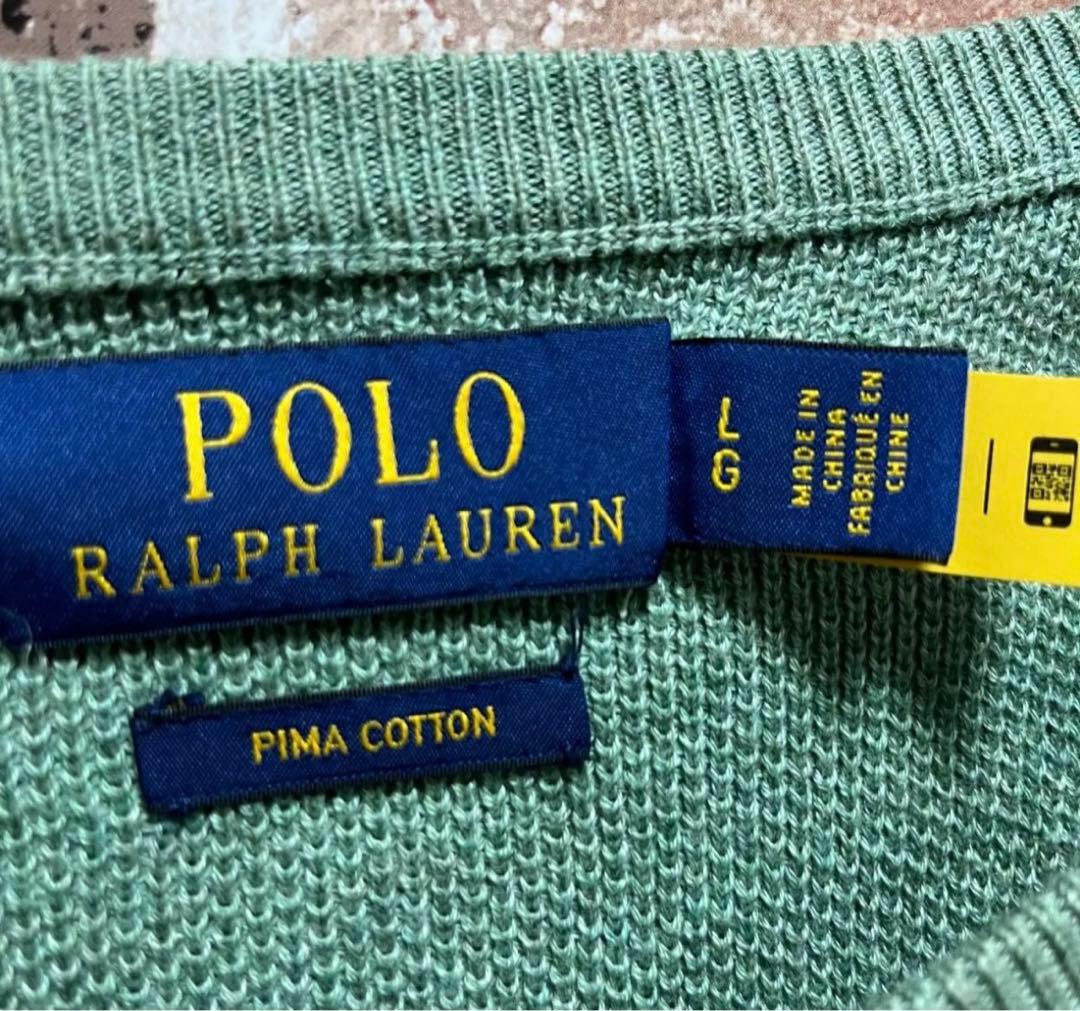 POLO
RALPH LAUREN
L
G
MADE IN
CHINA
FABRIQUÉ EN
CHINE
PIMA COTTON